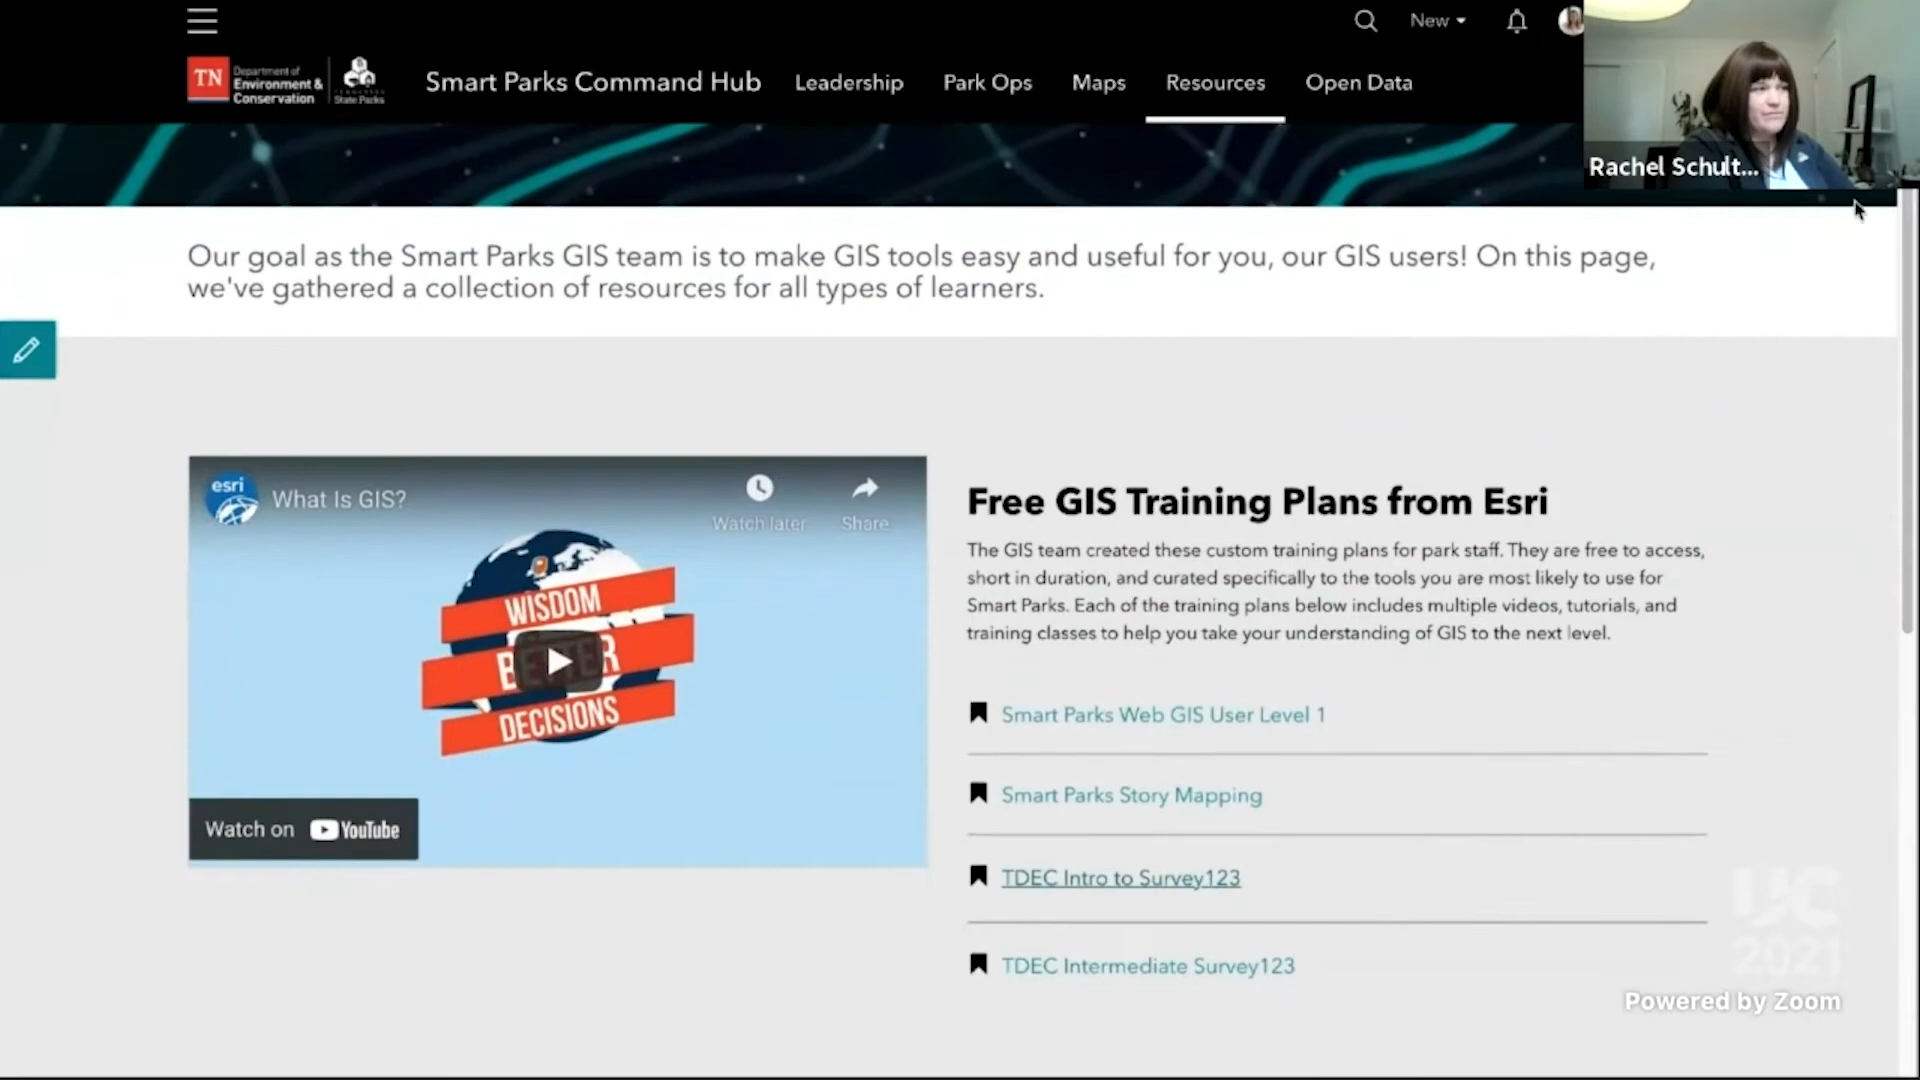 New
TN
Department of
Environment &
Conservation
State Parks
Smart Parks Command Hub
Leadership
Park Ops
Maps
Resources
Open Data
Rachel Schult...
Our goal as the Smart Parks GIS team is to make GIS tools easy and useful for you, our GIS users! On this page,
we've gathered a collection of resources for all types of learners.
esri
What Is GIS?
Watch later
Share
WISDOM
DECISIONS
Watch on YouTube
Free GIS Training Plans from Esri
The GIS team created these custom training plans for park staff. They are free to access,
short in duration, and curated specifically to the tools you are most likely to use for
Smart Parks. Each of the training plans below includes multiple videos, tutorials, and
training classes to help you take your understanding of GIS to the next level.
Smart Parks Web GIS User Level 1
Smart Parks Story Mapping
TDEC Intro to Survey123
TDEC Intermediate Survey123
UC
2021
Powered by Zoom